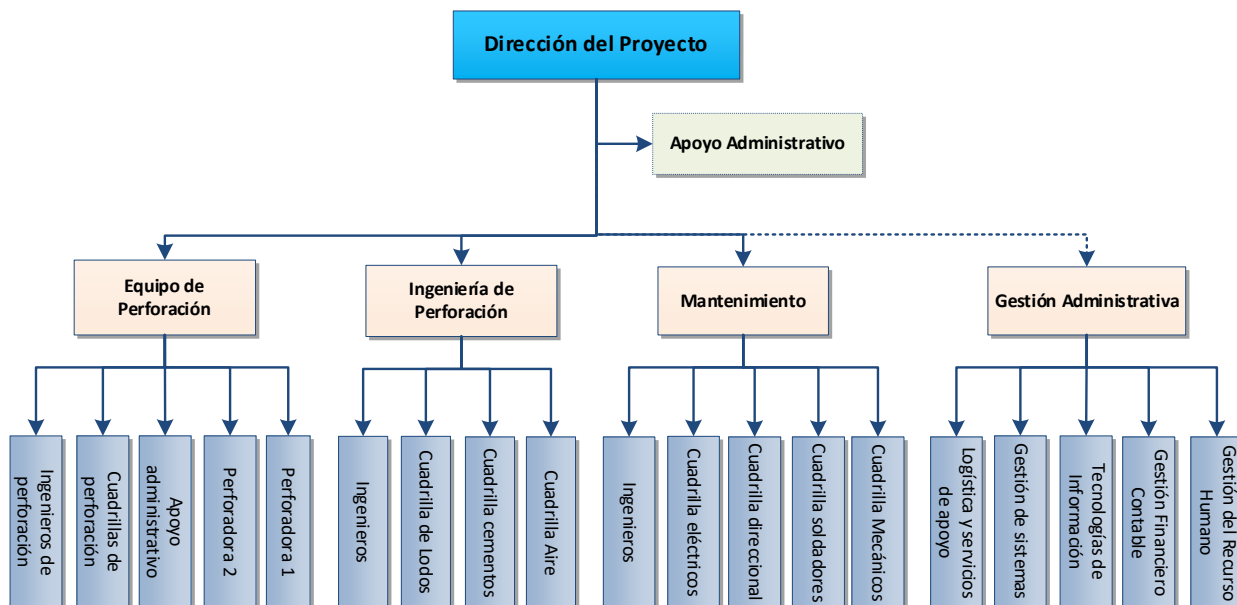 Dirección del Proyecto
Apoyo Administrativo
Equipo de
Perforación
Ingeniería de
Perforación
Mantenimiento
Gestión Administrativa
Ingenieros de
perforación
Cuadrillas de
perforación
Apoyo
administrativo
Perforadora 2
Perforadora 1
Ingenieros
Cuadrilla de Lodos
Cuadrilla cementos
Cuadrilla Aire
Ingenieros
Cuadrilla eléctricos
Cuadrilla direccional
Cuadrilla soldadores
Cuadrilla Mecánicos
Logística y servicios
de apoyo
Gestión de sistemas
Tecnologías de
Información
Gestión Financiero
Contable
Gestión del Recurso
Humano